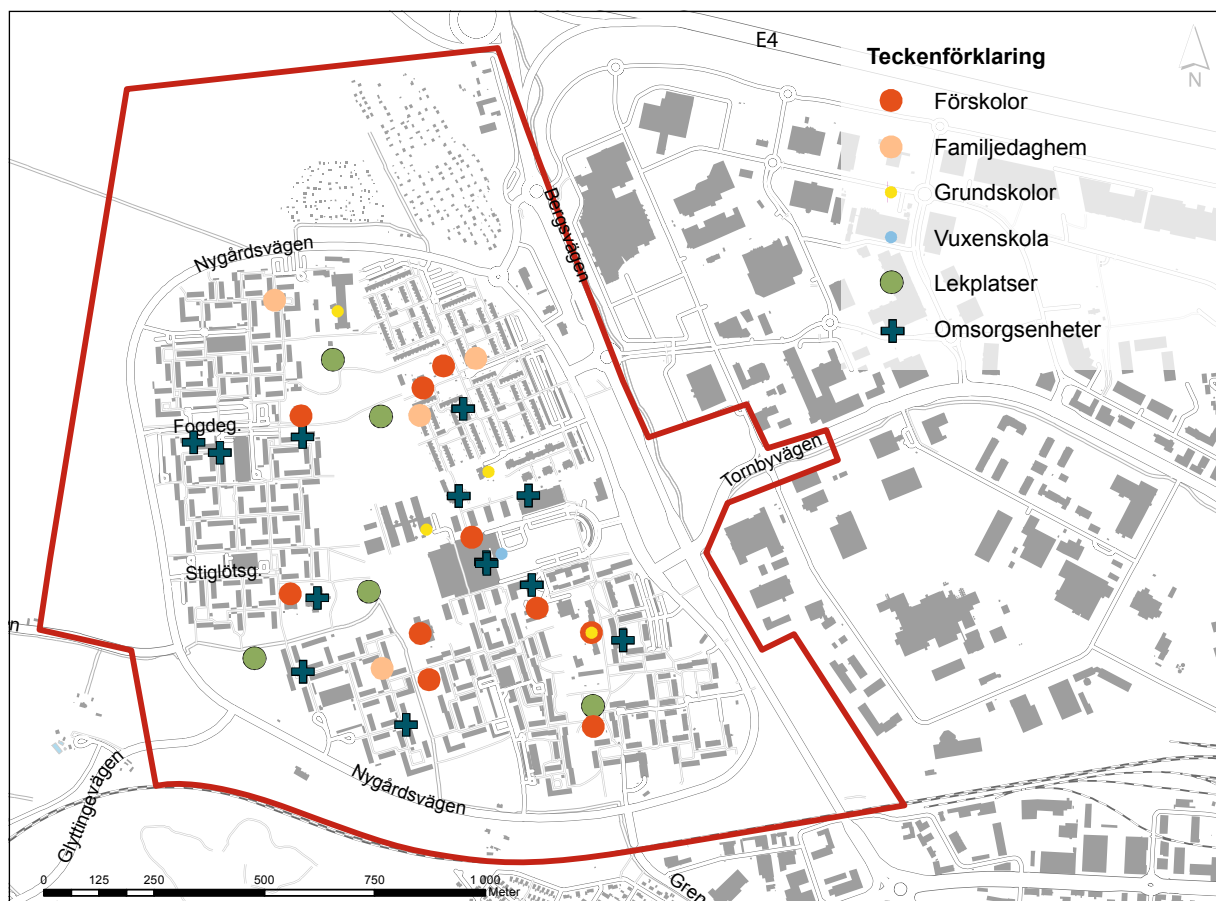 E4
N
Teckenförklaring
Förskolor
Familjedaghem
Grundskolor
Vuxenskola
Lekplatser
Omsorgsenheter
Bergsvägen
Nygårdsvägen
Fogdeg.
Tornbyvägen
Stiglötsg.
n
Nygårdsvägen
Glyttingevägen
Gren
0 125 250 500 750 1 000
Meter